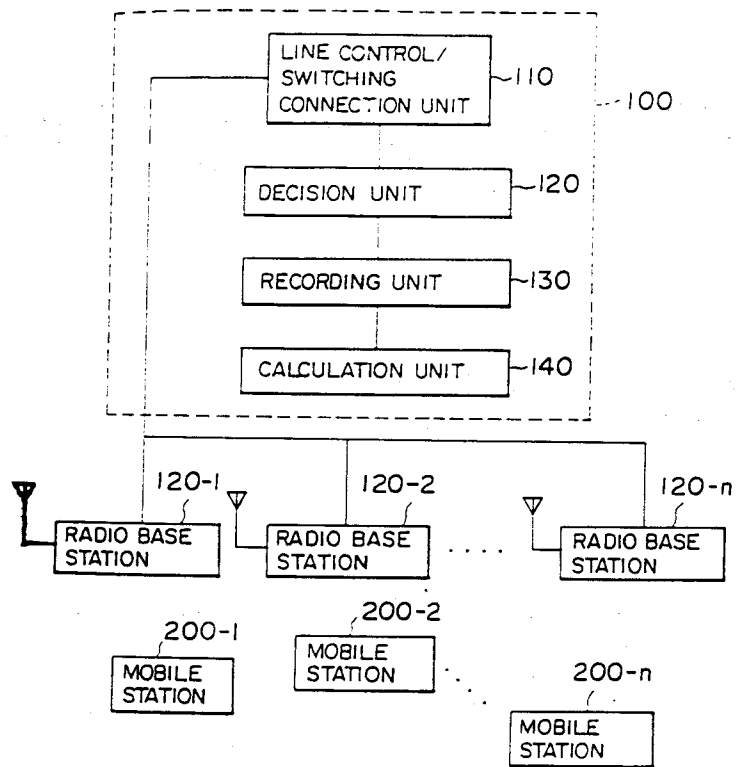 LINE CONTROL/
SWITCHING
CONNECTION UNIT
110
100
DECISION UNIT
120
RECORDING UNIT
130
CALCULATION UNIT
140
120-1
120-2
120-n
RADIO BASE
STATION
RADIO BASE
STATION
RADIO BASE
STATION
200-1
200-2
200-n
MOBILE
STATION
MOBILE
STATION
MOBILE
STATION